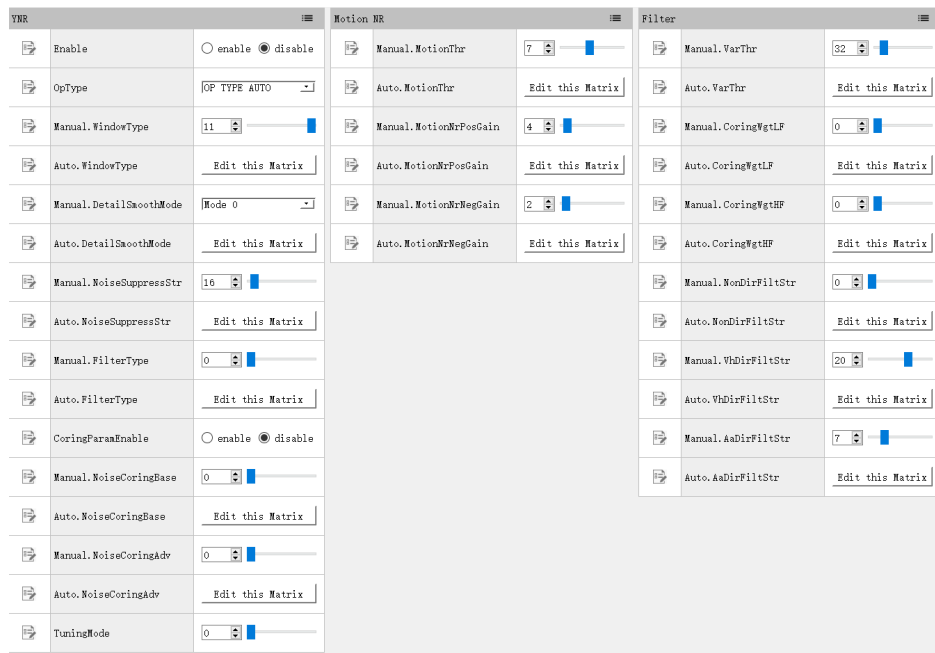 YNR
Enable enable disable
OpType OP TYPE AUTO
Manual.WindowType 11
Auto.WindowType Edit this Matrix
Manual.DetailSmoothMode Mode 0
Auto.DetailSmoothMode Edit this Matrix
Manual.NoiseSuppressStr 16
Auto.NoiseSuppressStr Edit this Matrix
Manual.FilterType 0
Auto.FilterType Edit this Matrix
CoringParamEnable enable disable
Manual.NoiseCoringBase 0
Auto.NoiseCoringBase Edit this Matrix
Manual.NoiseCoringAdv 0
Auto.NoiseCoringAdv Edit this Matrix
TuningMode 0
Motion NR
Manual.MotionThr 7
Auto.MotionThr Edit this Matrix
Manual.MotionNrPosGain 4
Auto.MotionNrPosGain Edit this Matrix
Manual.MotionNrNegGain 2
Auto.MotionNrNegGain Edit this Matrix
Filter
Manual.VarThr 32
Auto.VarThr Edit this Matrix
Manual.CoringWgtLF 0
Auto.CoringWgtLF Edit this Matrix
Manual.CoringWgtHF 0
Auto.CoringWgtHF Edit this Matrix
Manual.NonDirFiltStr 0
Auto.NonDirFiltStr Edit this Matrix
Manual.VhDirFiltStr 20
Auto.VhDirFiltStr Edit this Matrix
Manual.AaDirFiltStr 7
Auto.AaDirFiltStr Edit this Matrix